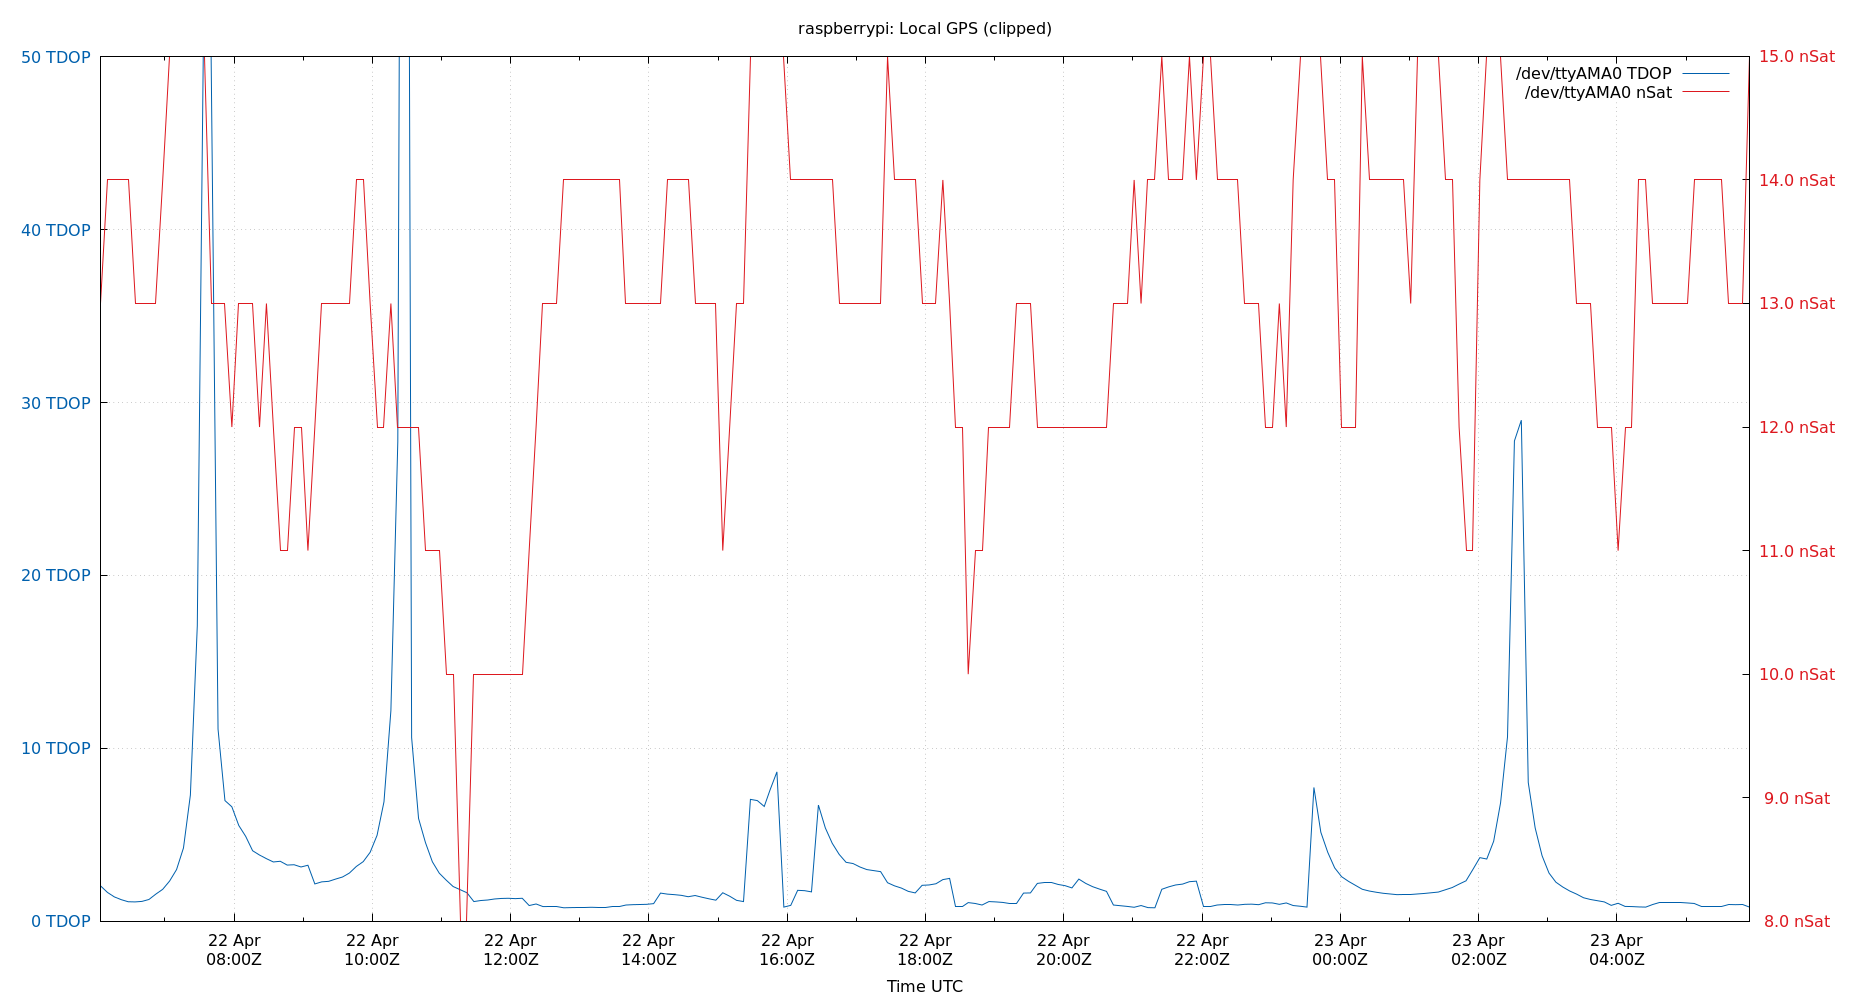 raspberrypi: Local GPS (clipped)
50 TDOP
40 TDOP
30 TDOP
20 TDOP
10 TDOP
0 TDOP
/dev/ttyAMA0 TDOP
/dev/ttyAMA0 nSat
15.0 nSat
14.0 nSat
13.0 nSat
12.0 nSat
11.0 nSat
10.0 nSat
9.0 nSat
8.0 nSat
22 Apr 22 Apr 22 Apr 22 Apr 22 Apr 22 Apr 22 Apr 22 Apr 23 Apr 23 Apr 23 Apr
08:00Z 10:00Z 12:00Z 14:00Z 16:00Z 18:00Z 20:00Z 22:00Z 00:00Z 02:00Z 04:00Z
Time UTC